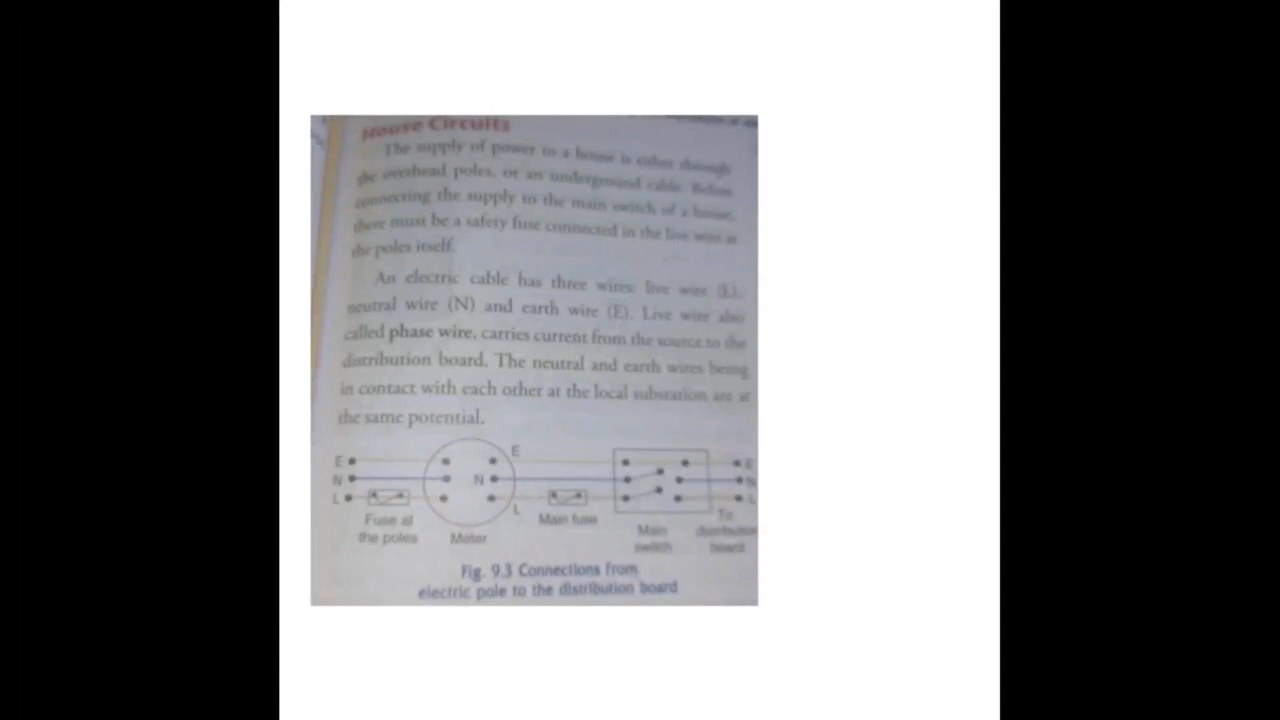 House Circuits
The supply of power to a house is either through
the overhead poles, or an underground cable. Before
connecting the supply to the main switch of a house,
there must be a safety fuse connected in the live wire at
the poles itself.
An electric cable has three wires: live wire (L),
neutral wire (N) and earth wire (E). Live wire also
called phase wire, carries current from the source to the
distribution board. The neutral and earth wires being
in contact with each other at the local substation are at
the same potential.
E E E
N N N
L L L
Fuse at
the poles
Meter
Main fuse
Main
switch
To
distribution
board
Fig. 9.3 Connections from
electric pole to the distribution board